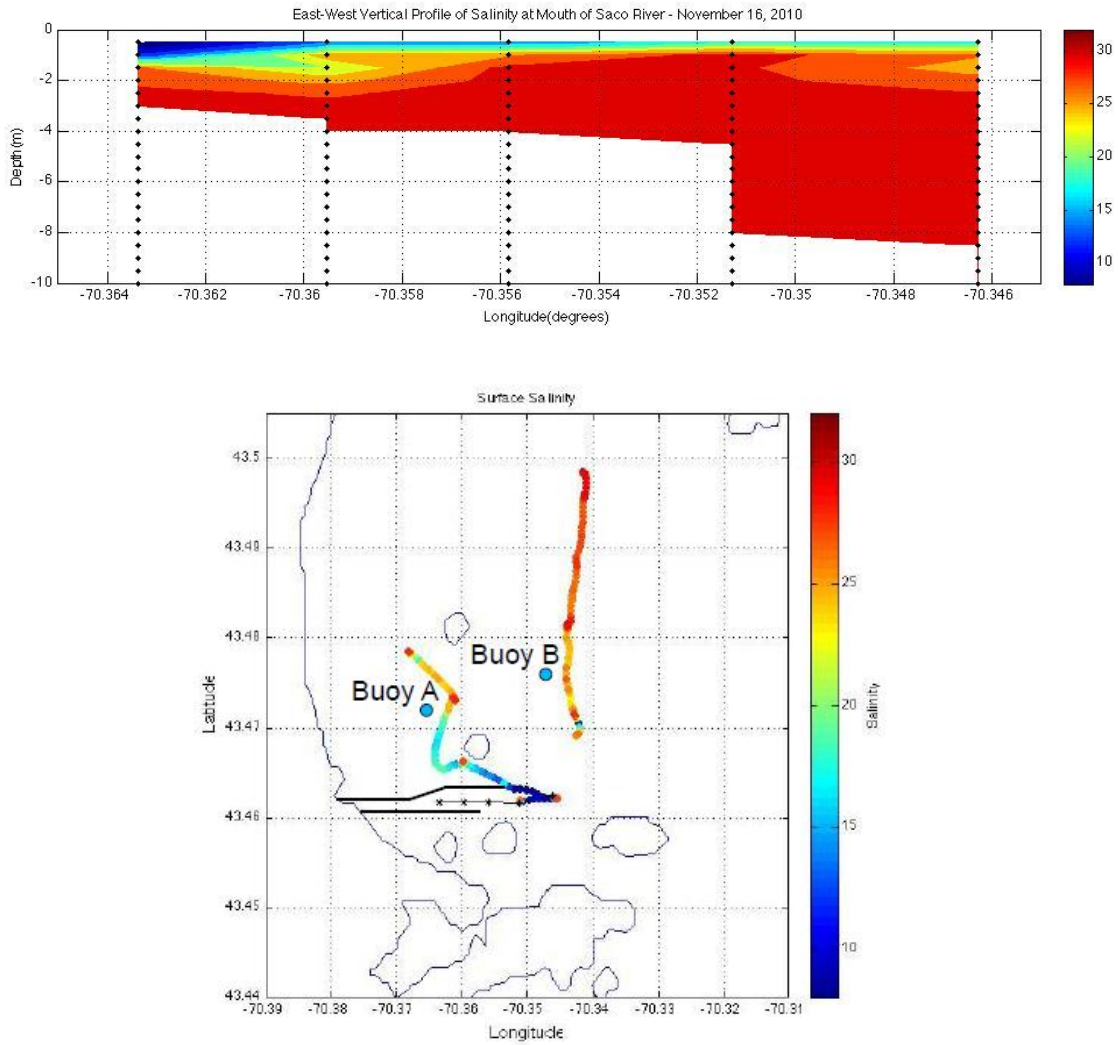 East-West Vertical Profile of Salinity at Mouth of Saco River - November 16, 2010
0
-2
-4
-6
-8
-10
Depth(m)
-70.364 -70.362 -70.36 -70.358 -70.356 -70.354 -70.352 -70.35 -70.348 -70.346
Longitude(degrees)
30
25
20
15
10
Surface Salinity
43.5
43.49
43.48
43.47
43.46
43.45
43.44
Latitude
Buoy B
Buoy A
-70.39 -70.38 -70.37 -70.36 -70.35 -70.34 -70.33 -70.32 -70.31
Longitude
30
25
20
15
10
Salinity